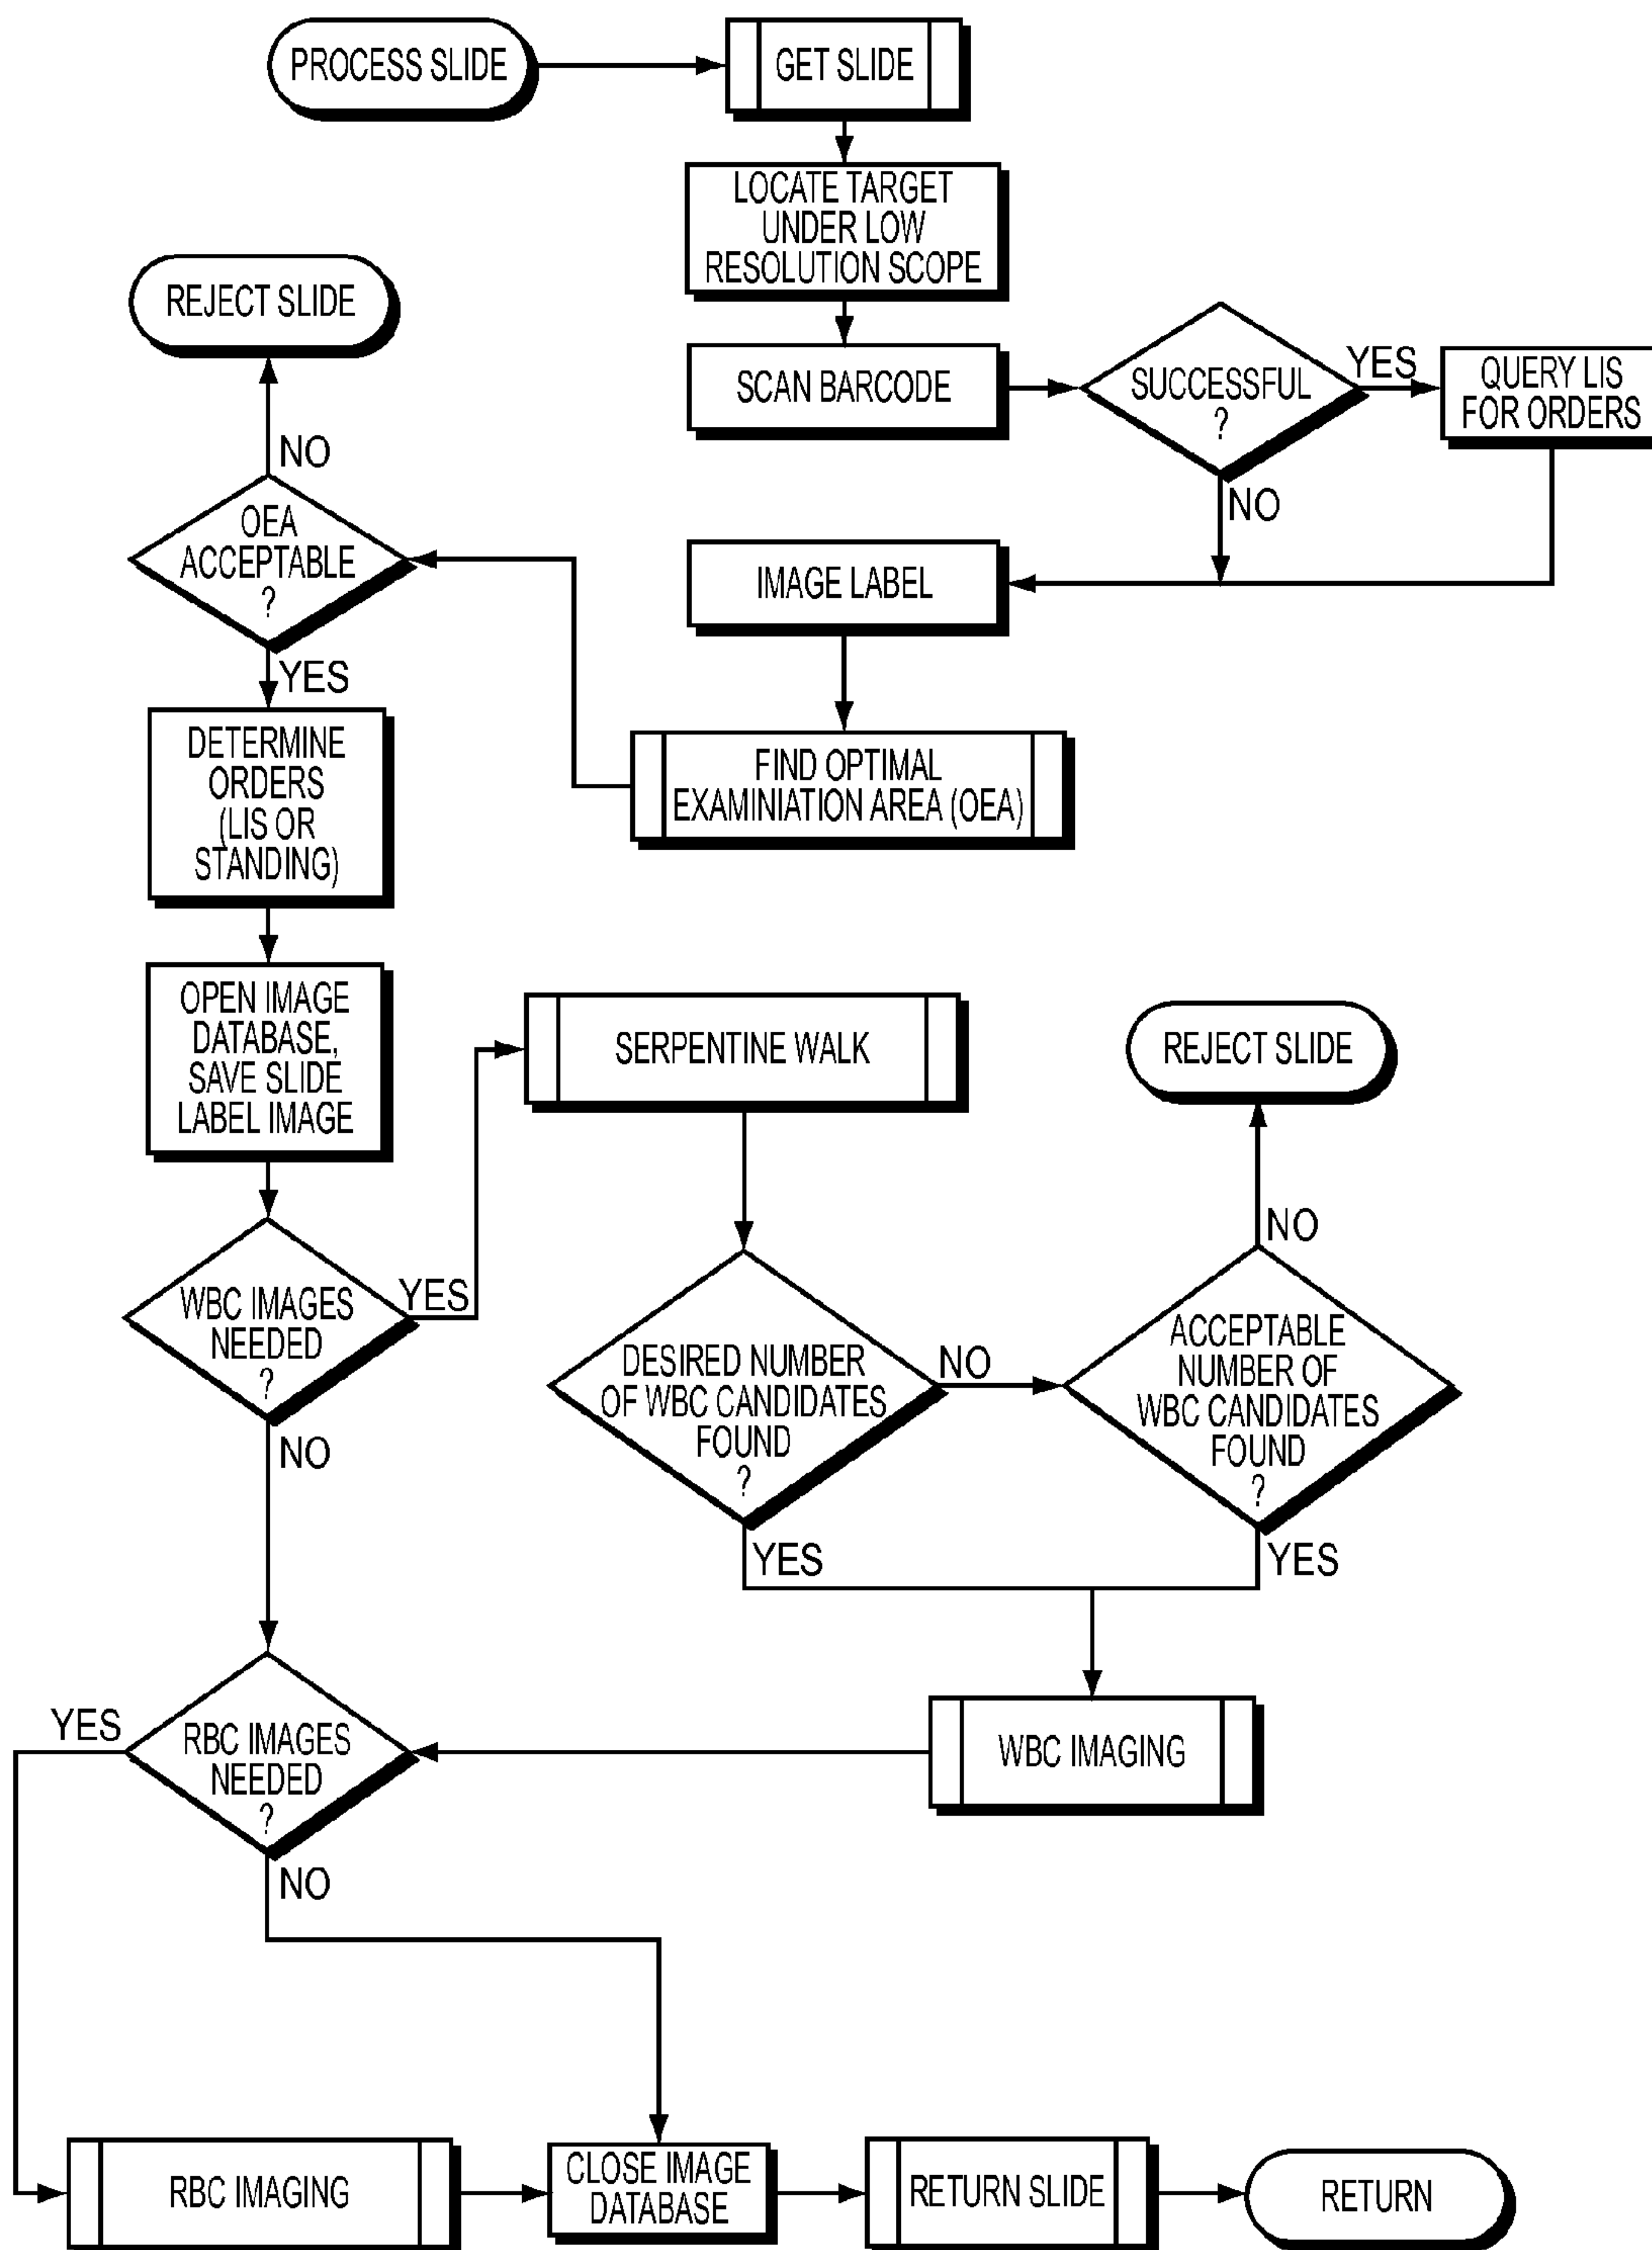 PROCESS SLIDE
GET SLIDE
LOCATE TARGET
UNDER LOW
RESOLUTION SCOPE
SCAN BARCODE
SUCCESSFUL
?
YES
QUERY LIS
FOR ORDERS
NO
IMAGE LABEL
FIND OPTIMAL
EXAMINIATION AREA (OEA)
REJECT SLIDE
NO
OEA
ACCEPTABLE
?
YES
DETERMINE
ORDERS
(LIS OR
STANDING)
OPEN IMAGE
DATABASE,
SAVE SLIDE
LABEL IMAGE
WBC IMAGES
NEEDED
?
YES
NO
SERPENTINE WALK
DESIRED NUMBER
OF WBC CANDIDATES
FOUND
?
NO
YES
REJECT SLIDE
NO
ACCEPTABLE
NUMBER OF
WBC CANDIDATES
FOUND
?
YES
WBC IMAGING
RBC IMAGES
NEEDED
?
YES
NO
RBC IMAGING
CLOSE IMAGE
DATABASE
RETURN SLIDE
RETURN